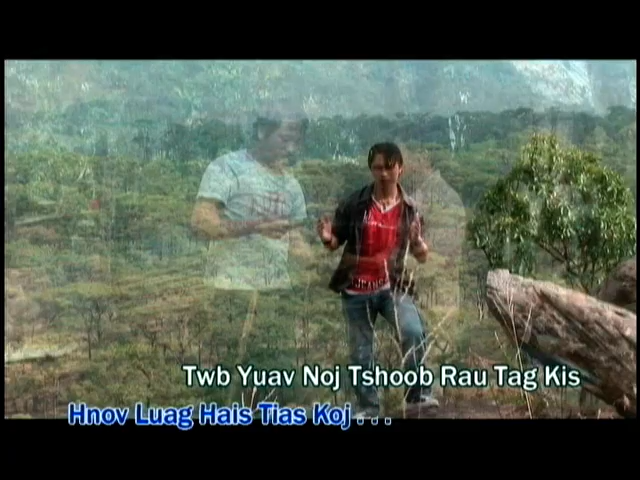 Twb Yuav Noj Tshoob Rau Tag Kis
Hnov Luag Hais Tias Koj . . .